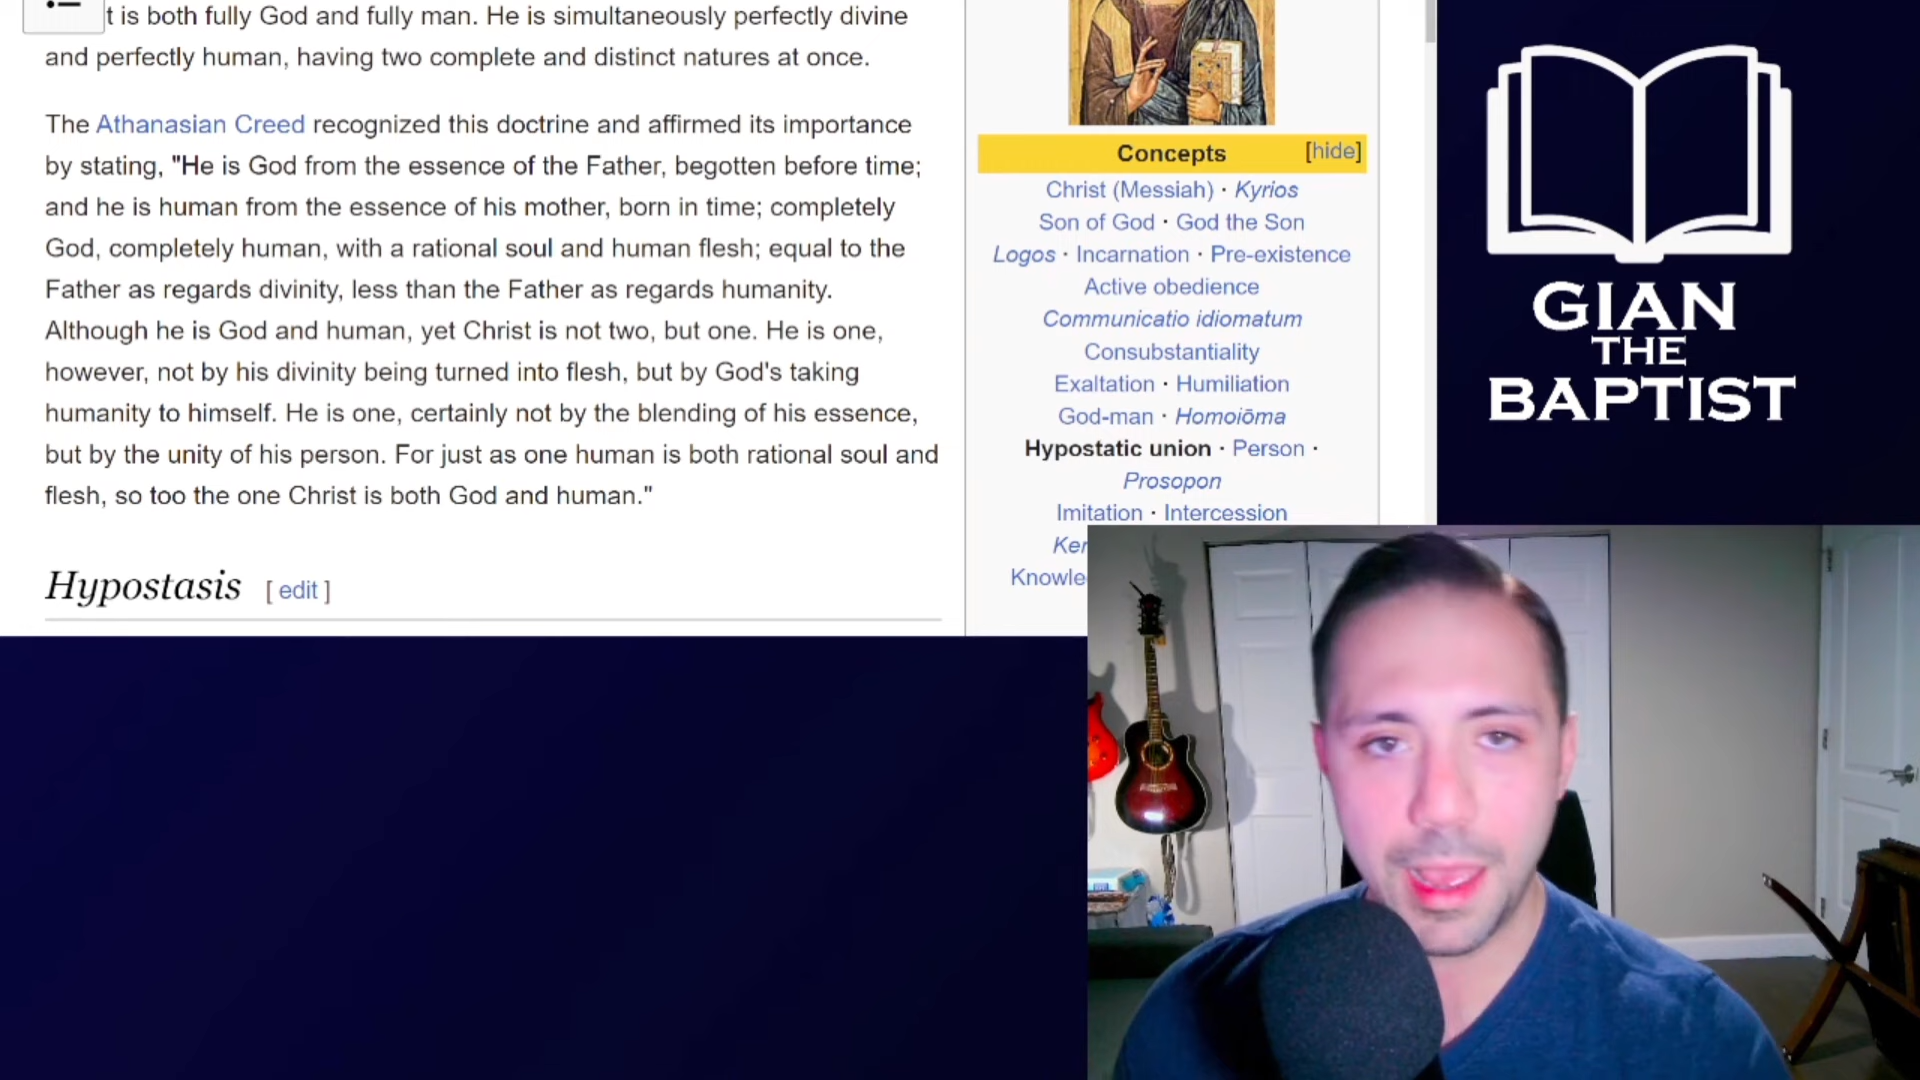 t is both fully God and fully man. He is simultaneously perfectly divine
and perfectly human, having two complete and distinct natures at once.
The Athanasian Creed recognized this doctrine and affirmed its importance
by stating, "He is God from the essence of the Father, begotten before time;
and he is human from the essence of his mother, born in time; completely
God, completely human, with a rational soul and human flesh; equal to the
Father as regards divinity, less than the Father as regards humanity.
Although he is God and human, yet Christ is not two, but one. He is one,
however, not by his divinity being turned into flesh, but by God's taking
humanity to himself. He is one, certainly not by the blending of his essence,
but by the unity of his person. For just as one human is both rational soul and
flesh, so too the one Christ is both God and human."
Hypostasis [ edit ]
Concepts [hide]
Christ (Messiah) · Kyrios
Son of God · God the Son
Logos · Incarnation · Pre-existence
Active obedience
Communicatio idiomatum
Consubstantiality
Exaltation · Humiliation
God-man · Homoiōma
Hypostatic union · Person ·
Prosopon
Imitation · Intercession
Ker
Knowle
GIAN
THE
BAPTIST